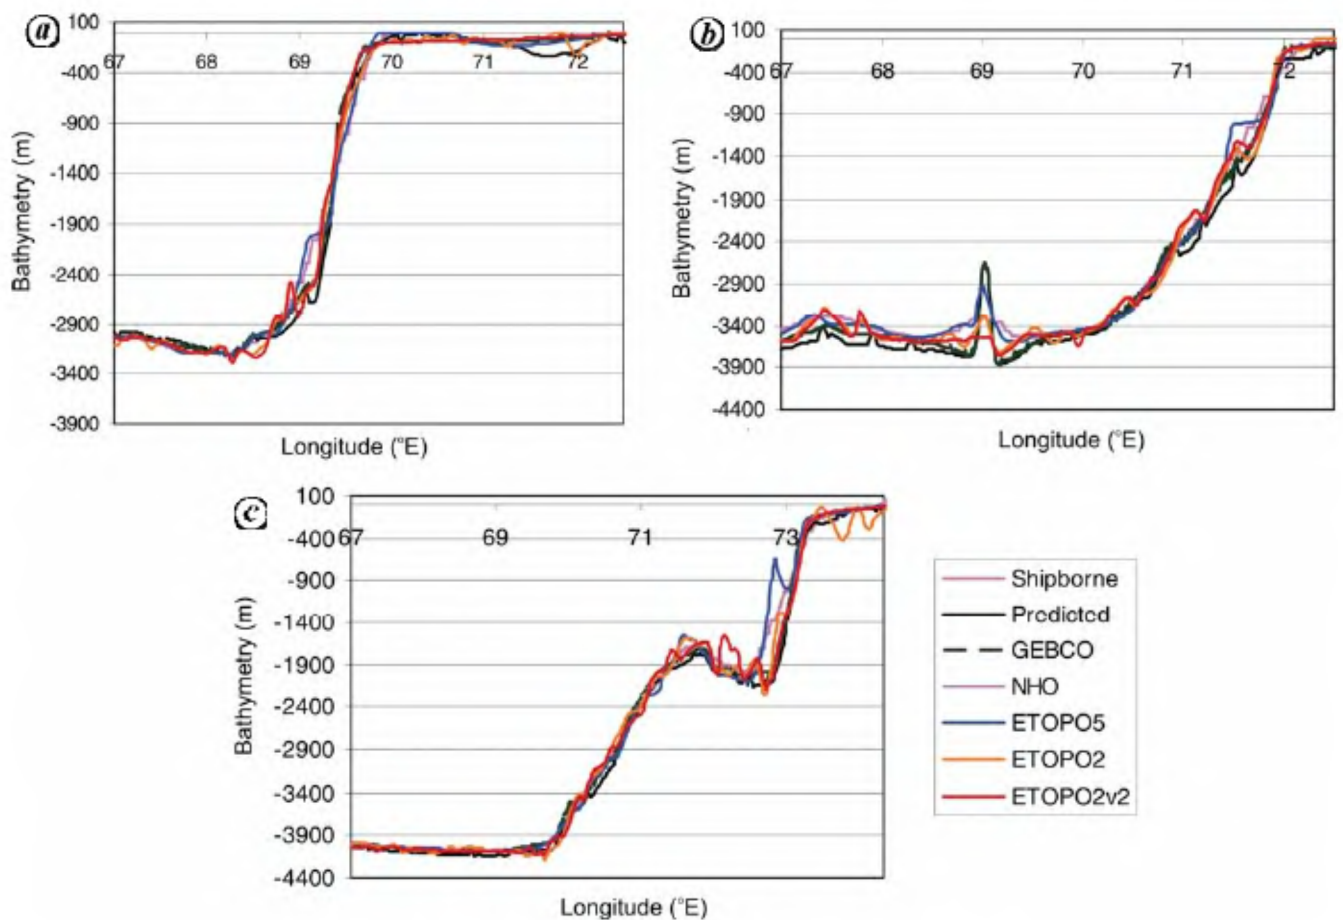 a
100
-400
-900
-1400
-1900
-2400
-2900
-3400
-3900
67 68 69 70 71 72
Bathymetry (m)
Longitude (°E)
b
100
-400
-900
-1400
-1900
-2400
-2900
-3400
-3900
-4400
67 68 69 70 71 72
Bathymetry (m)
Longitude (°E)
c
100
-400
-900
-1400
-1900
-2400
-2900
-3400
-3900
-4400
67 69 71 73
Bathymetry (m)
Longitude (°E)
Shipborne
Predicted
GEBCO
NHO
ETOPO5
ETOPO2
ETOPO2v2